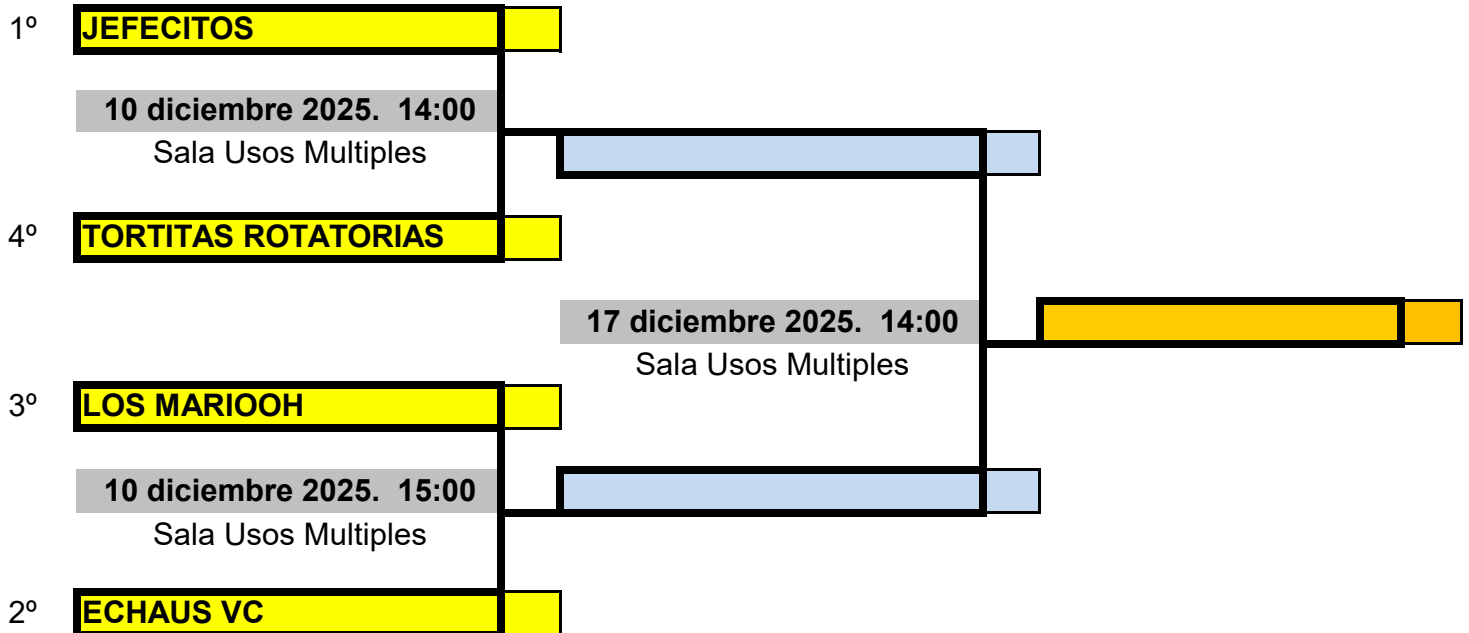 1º JEFECITOS
10 diciembre 2025. 14:00
Sala Usos Multiples
4º TORTITAS ROTATORIAS
17 diciembre 2025. 14:00
Sala Usos Multiples
3º LOS MARIOOH
10 diciembre 2025. 15:00
Sala Usos Multiples
2º ECHAUS VC